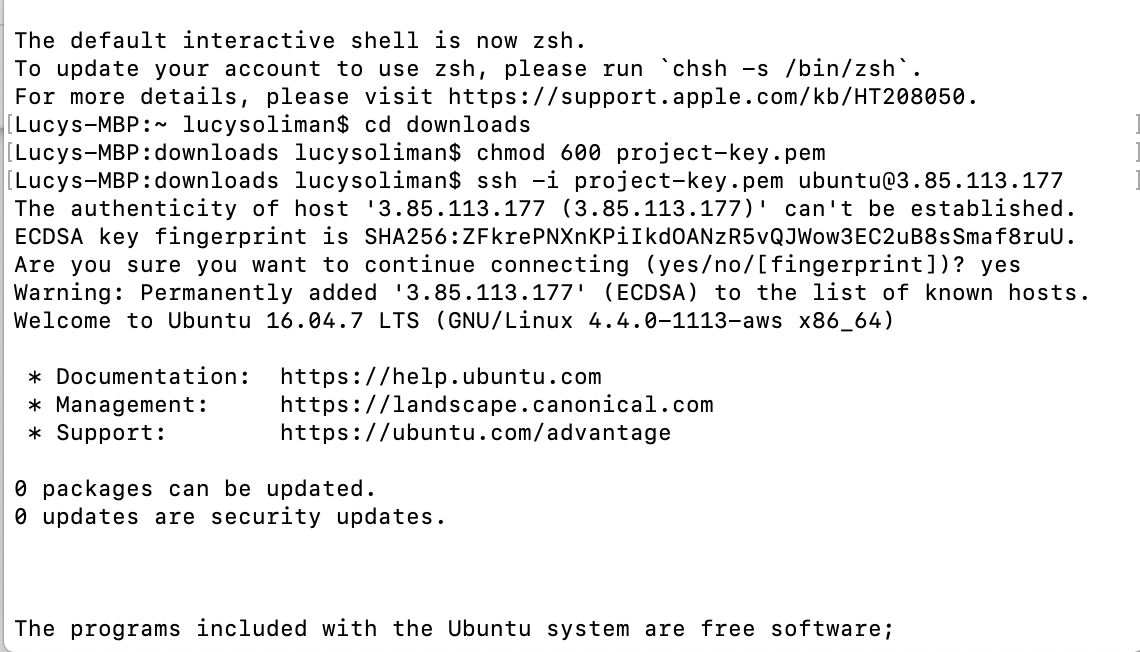 The default interactive shell is now zsh.
To update your account to use zsh, please run `chsh -s /bin/zsh`.
For more details, please visit https://support.apple.com/kb/HT208050.
[Lucys-MBP:~ lucysoliman$ cd downloads ]
[Lucys-MBP:downloads lucysoliman$ chmod 600 project-key.pem ]
[Lucys-MBP:downloads lucysoliman$ ssh -i project-key.pem ubuntu@3.85.113.177 ]
The authenticity of host '3.85.113.177 (3.85.113.177)' can't be established.
ECDSA key fingerprint is SHA256:ZFkrePNXnKPiIkdOANzR5vQJWow3EC2uB8sSmaf8ruU.
Are you sure you want to continue connecting (yes/no/[fingerprint])? yes
Warning: Permanently added '3.85.113.177' (ECDSA) to the list of known hosts.
Welcome to Ubuntu 16.04.7 LTS (GNU/Linux 4.4.0-1113-aws x86_64)
* Documentation: https://help.ubuntu.com
* Management: https://landscape.canonical.com
* Support: https://ubuntu.com/advantage
0 packages can be updated.
0 updates are security updates.
The programs included with the Ubuntu system are free software;